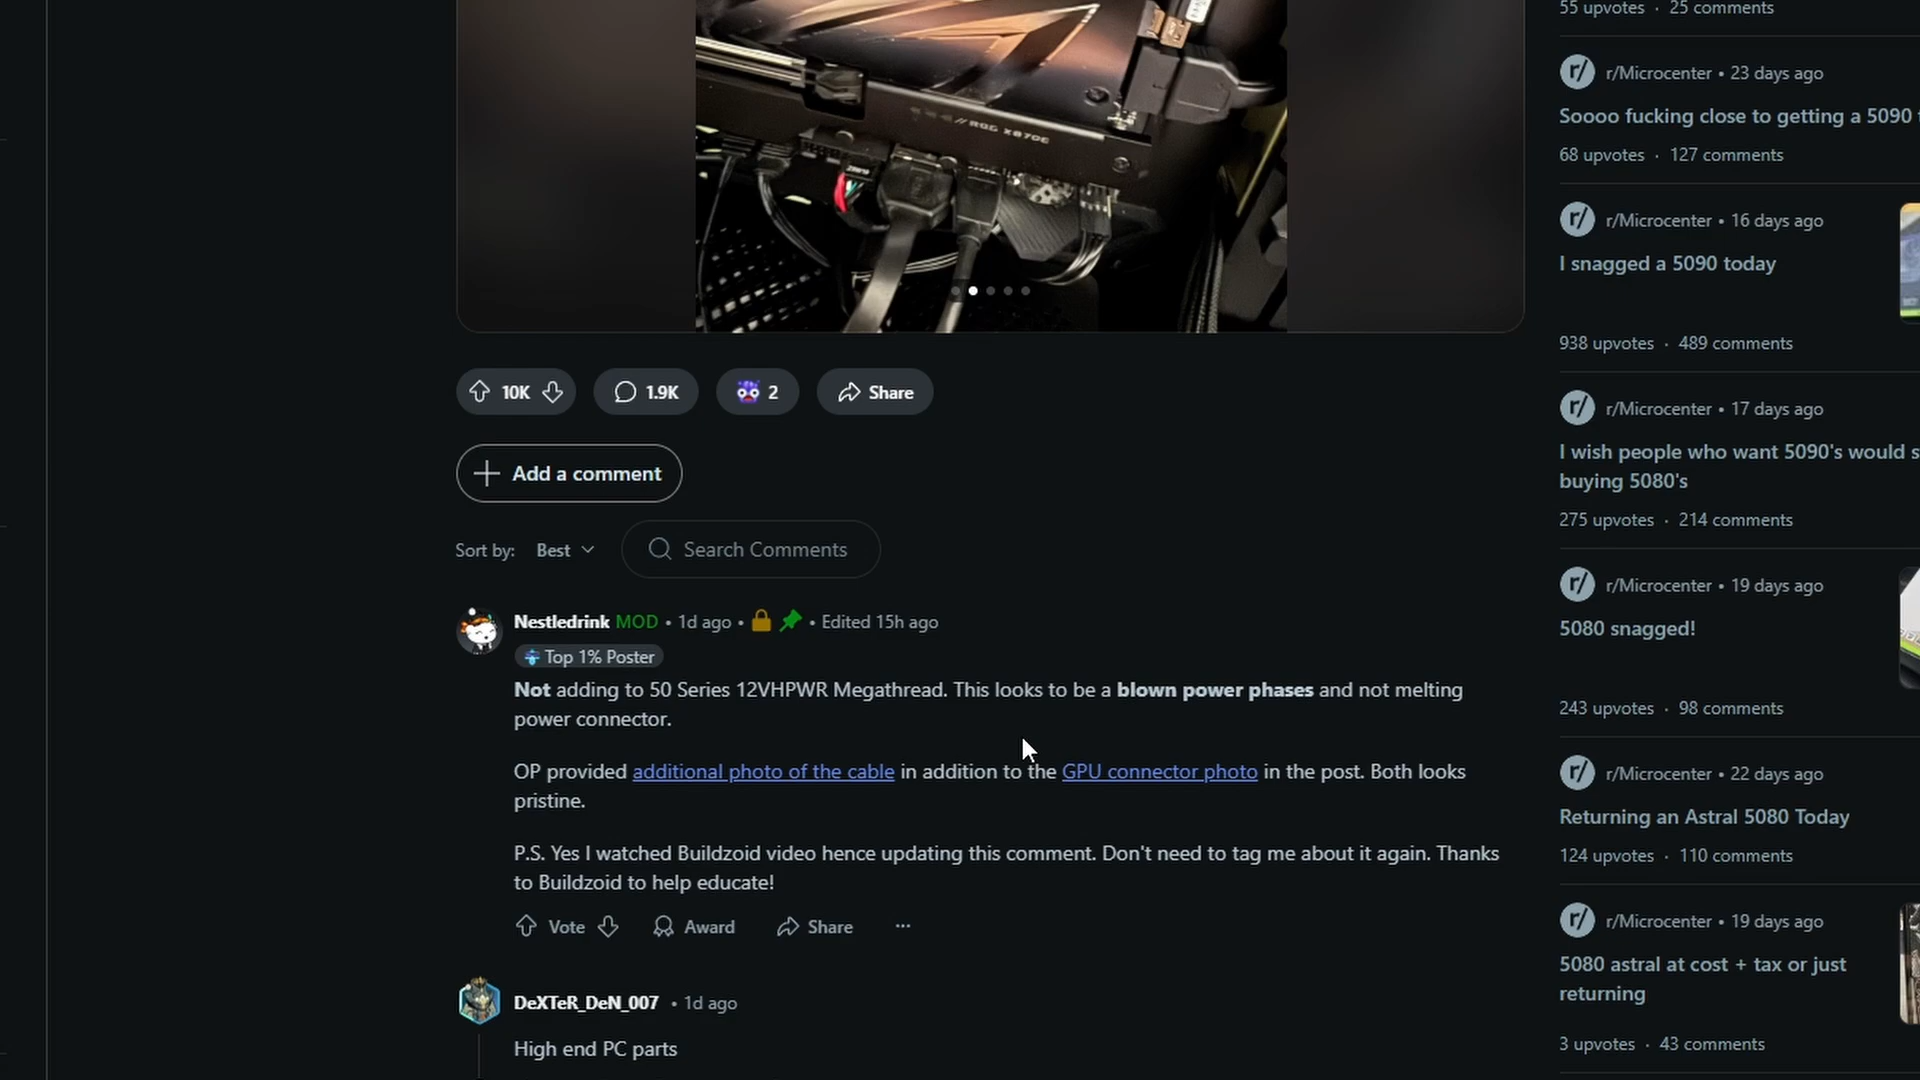 55 upvotes · 25 comments
// ROG X870E
r/Microcenter • 23 days ago
Soooo fucking close to getting a 5090
68 upvotes · 127 comments
r/Microcenter • 16 days ago
I snagged a 5090 today
938 upvotes · 489 comments
10K
1.9K
2
Share
r/Microcenter • 17 days ago
I wish people who want 5090's would s
buying 5080's
275 upvotes · 214 comments
Add a comment
Sort by: Best
Search Comments
r/Microcenter • 19 days ago
5080 snagged!
243 upvotes · 98 comments
Nestledrink MOD • 1d ago • • Edited 15h ago
Top 1% Poster
Not adding to 50 Series 12VHPWR Megathread. This looks to be a blown power phases and not melting
power connector.
OP provided additional photo of the cable in addition to the GPU connector photo in the post. Both looks
pristine.
P.S. Yes I watched Buildzoid video hence updating this comment. Don't need to tag me about it again. Thanks
to Buildzoid to help educate!
Vote
Award
Share
...
r/Microcenter • 22 days ago
Returning an Astral 5080 Today
124 upvotes · 110 comments
r/Microcenter • 19 days ago
5080 astral at cost + tax or just
returning
3 upvotes · 43 comments
DeXTeR_DeN_007 • 1d ago
High end PC parts